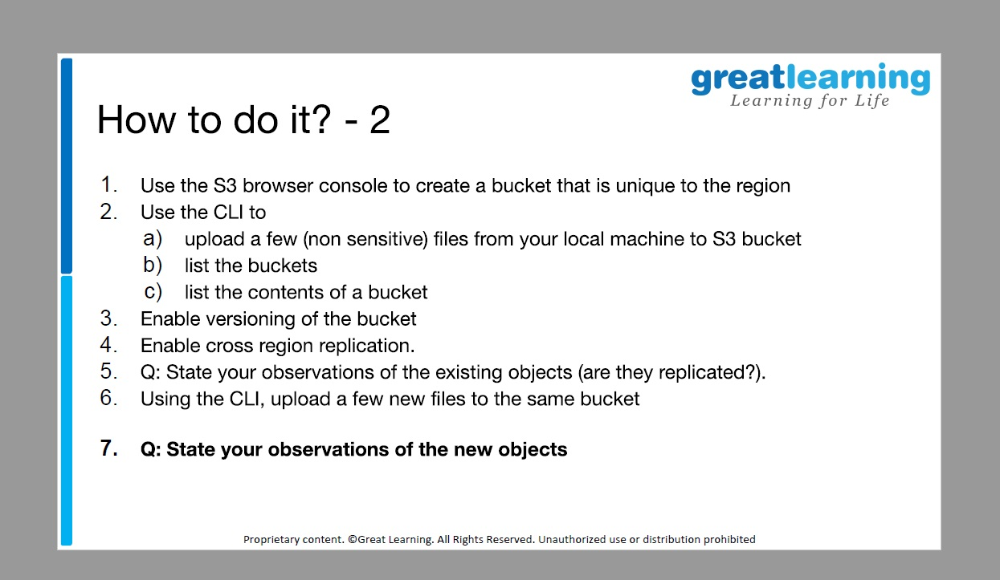 greatlearning
Learning for Life
How to do it? - 2
1. Use the S3 browser console to create a bucket that is unique to the region
2. Use the CLI to
a) upload a few (non sensitive) files from your local machine to S3 bucket
b) list the buckets
c) list the contents of a bucket
3. Enable versioning of the bucket
4. Enable cross region replication.
5. Q: State your observations of the existing objects (are they replicated?).
6. Using the CLI, upload a few new files to the same bucket
7. Q: State your observations of the new objects
Proprietary content. ©Great Learning. All Rights Reserved. Unauthorized use or distribution prohibited